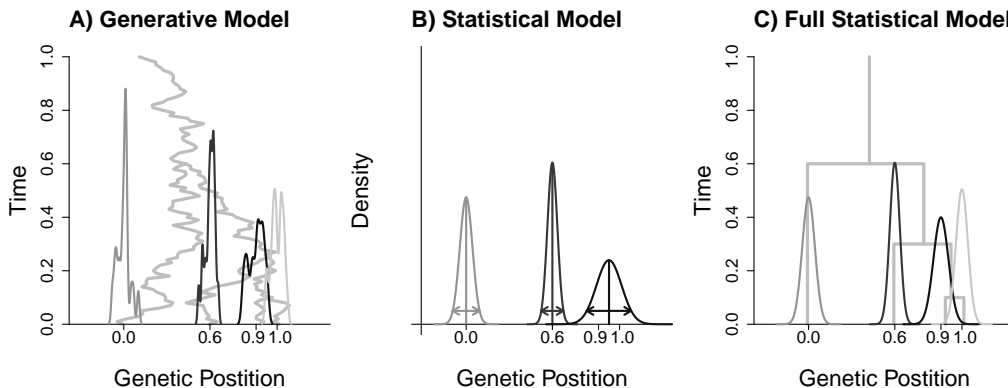 A) Generative Model
Time
0.0 0.2 0.4 0.6 0.8 1.0
0.0 0.6 0.9 1.0
Genetic Postition
B) Statistical Model
Density
0.0 0.6 0.9 1.0
Genetic Postition
C) Full Statistical Model
Time
0.0 0.2 0.4 0.6 0.8 1.0
0.0 0.6 0.9 1.0
Genetic Postition